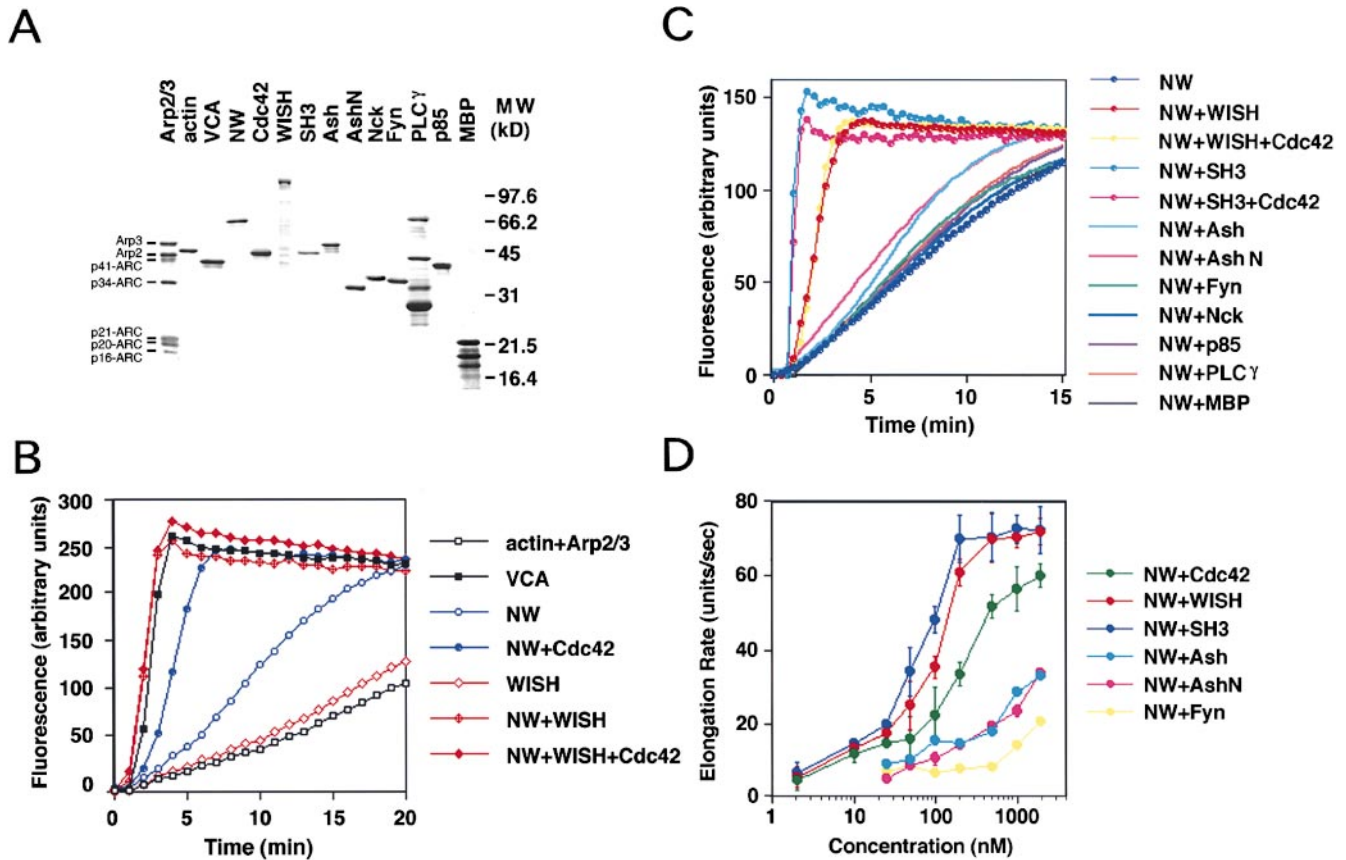 A
Arp2/3
actin
VCA
NW
Cdc42
WISH
SH3
Ash
AshN
Nck
Fyn
PLCγ
p85
MBP
MW
(kD)
97.6
66.2
45
31
21.5
16.4
Arp3
Arp2
p41-ARC
p34-ARC
p21-ARC
p20-ARC
p16-ARC
B
Fluorescence (arbitrary units)
300
250
200
150
100
50
0
0 5 10 15 20
Time (min)
actin+Arp2/3
VCA
NW
NW+Cdc42
WISH
NW+WISH
NW+WISH+Cdc42
C
Fluorescence (arbitrary units)
150
100
50
0
0 5 10 15
Time (min)
NW
NW+WISH
NW+WISH+Cdc42
NW+SH3
NW+SH3+Cdc42
NW+Ash
NW+Ash N
NW+Fyn
NW+Nck
NW+p85
NW+PLC γ
NW+MBP
D
Elongation Rate (units/sec)
80
60
40
20
0
1 10 100 1000
Concentration (nM)
NW+Cdc42
NW+WISH
NW+SH3
NW+Ash
NW+AshN
NW+Fyn